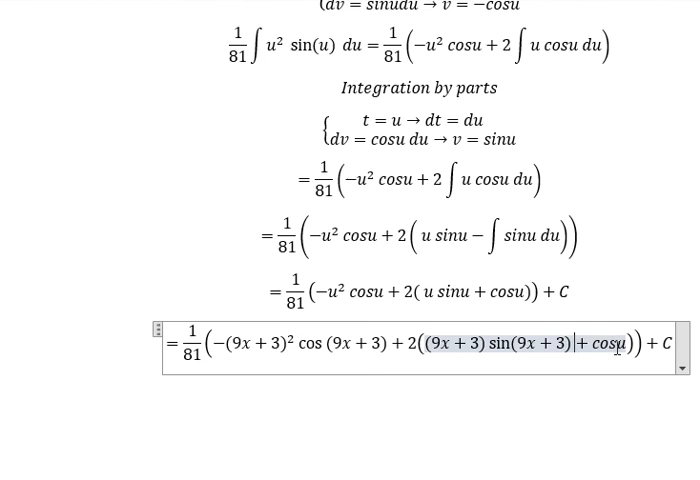 (dv = sinudu → v = −cosu
1/81 ∫ u² sin(u) du = 1/81 (−u² cosu + 2 ∫ u cosu du)
Integration by parts
{ t = u → dt = du
dv = cosu du → v = sinu
= 1/81 (−u² cosu + 2 ∫ u cosu du)
= 1/81 (−u² cosu + 2( u sinu − ∫ sinu du))
= 1/81 (−u² cosu + 2( u sinu + cosu)) + C
= 1/81 (−(9x + 3)² cos (9x + 3) + 2((9x + 3) sin(9x + 3) + cosu)) + C